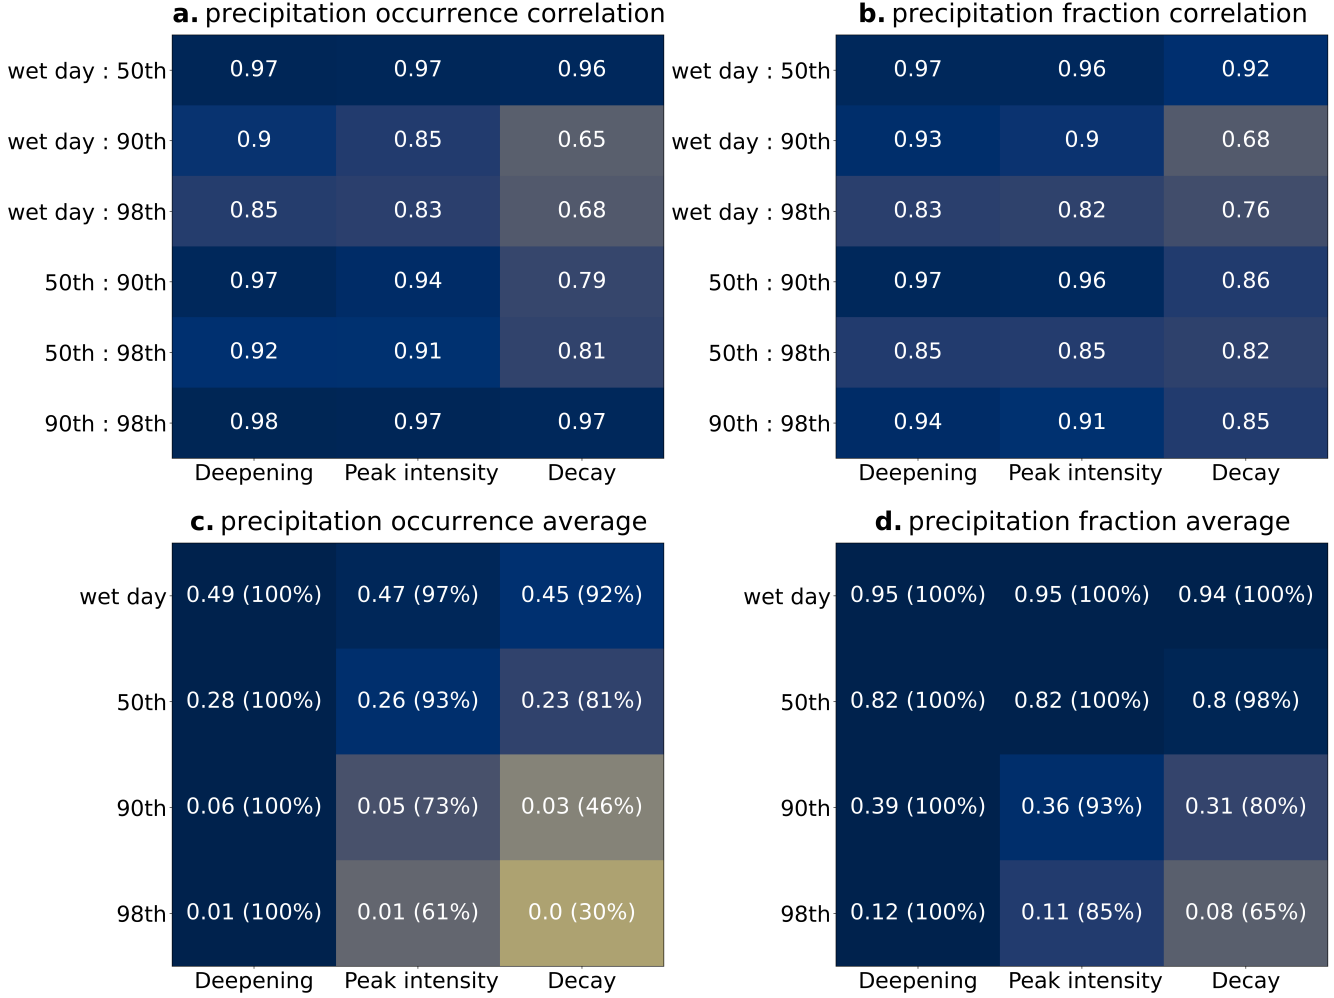 a. precipitation occurrence correlation
wet day : 50th 0.97 0.97 0.96
wet day : 90th 0.9 0.85 0.65
wet day : 98th 0.85 0.83 0.68
50th : 90th 0.97 0.94 0.79
50th : 98th 0.92 0.91 0.81
90th : 98th 0.98 0.97 0.97
Deepening Peak intensity Decay
b. precipitation fraction correlation
wet day : 50th 0.97 0.96 0.92
wet day : 90th 0.93 0.9 0.68
wet day : 98th 0.83 0.82 0.76
50th : 90th 0.97 0.96 0.86
50th : 98th 0.85 0.85 0.82
90th : 98th 0.94 0.91 0.85
Deepening Peak intensity Decay
c. precipitation occurrence average
wet day 0.49 (100%) 0.47 (97%) 0.45 (92%)
50th 0.28 (100%) 0.26 (93%) 0.23 (81%)
90th 0.06 (100%) 0.05 (73%) 0.03 (46%)
98th 0.01 (100%) 0.01 (61%) 0.0 (30%)
Deepening Peak intensity Decay
d. precipitation fraction average
wet day 0.95 (100%) 0.95 (100%) 0.94 (100%)
50th 0.82 (100%) 0.82 (100%) 0.8 (98%)
90th 0.39 (100%) 0.36 (93%) 0.31 (80%)
98th 0.12 (100%) 0.11 (85%) 0.08 (65%)
Deepening Peak intensity Decay